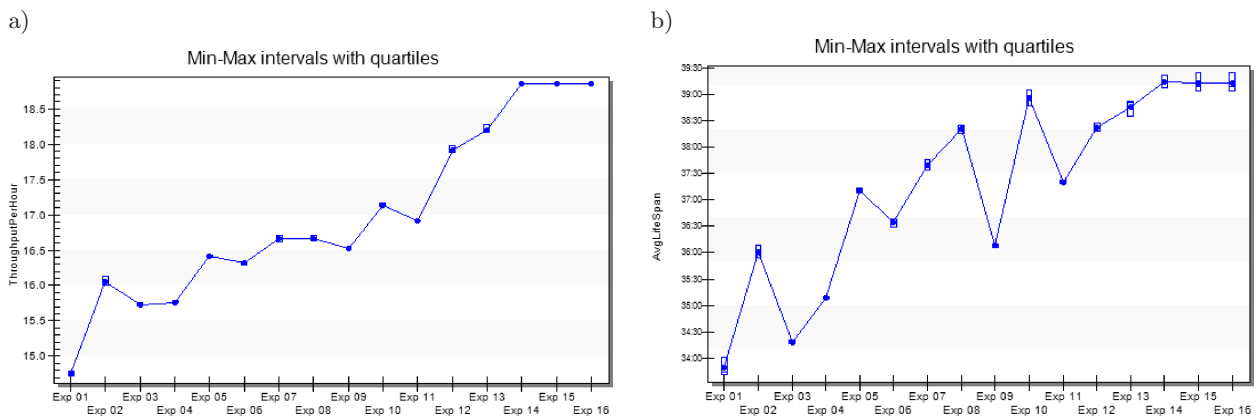 a)
Min-Max intervals with quartiles
ThroughputPerHour
18.5
18.0
17.5
17.0
16.5
16.0
15.5
15.0
Exp 01 Exp 03 Exp 05 Exp 07 Exp 09 Exp 11 Exp 13 Exp 15
Exp 02 Exp 04 Exp 06 Exp 08 Exp 10 Exp 12 Exp 14 Exp 16
b)
Min-Max intervals with quartiles
AvgLifeSpan
39:30
39:00
38:30
38:00
37:30
37:00
36:30
36:00
35:30
35:00
34:30
34:00
Exp 01 Exp 03 Exp 05 Exp 07 Exp 09 Exp 11 Exp 13 Exp 15
Exp 02 Exp 04 Exp 06 Exp 08 Exp 10 Exp 12 Exp 14 Exp 16